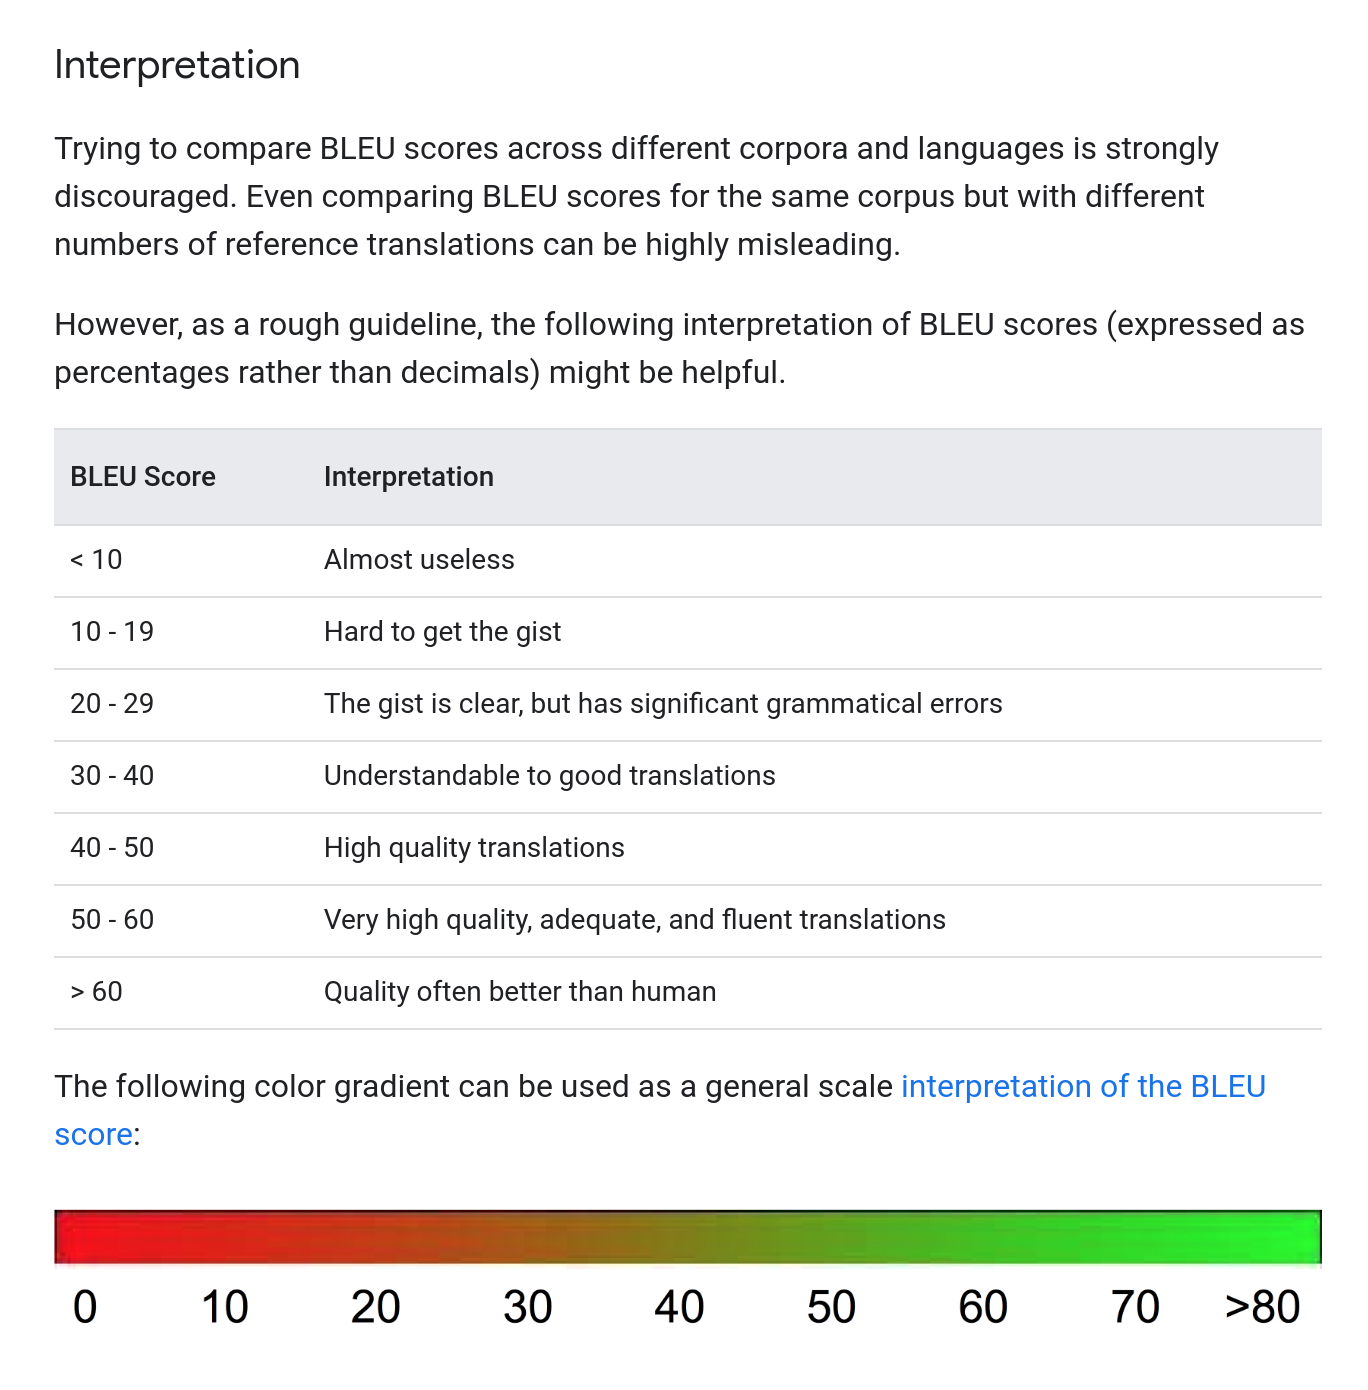 Interpretation
Trying to compare BLEU scores across different corpora and languages is strongly
discouraged. Even comparing BLEU scores for the same corpus but with different
numbers of reference translations can be highly misleading.
However, as a rough guideline, the following interpretation of BLEU scores (expressed as
percentages rather than decimals) might be helpful.
BLEU Score Interpretation
< 10 Almost useless
10 - 19 Hard to get the gist
20 - 29 The gist is clear, but has significant grammatical errors
30 - 40 Understandable to good translations
40 - 50 High quality translations
50 - 60 Very high quality, adequate, and fluent translations
> 60 Quality often better than human
The following color gradient can be used as a general scale interpretation of the BLEU
score:
0 10 20 30 40 50 60 70 >80